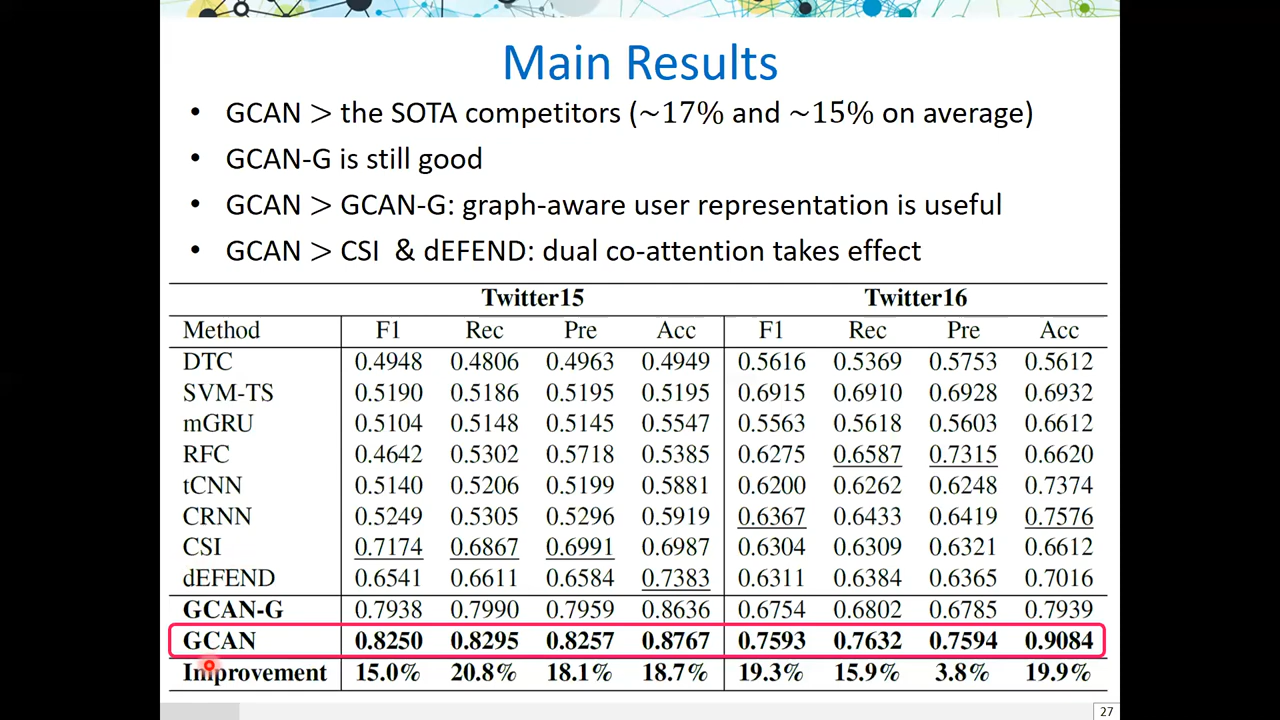 Main Results
• GCAN > the SOTA competitors (~17% and ~15% on average)
• GCAN-G is still good
• GCAN > GCAN-G: graph-aware user representation is useful
• GCAN > CSI & dEFEND: dual co-attention takes effect
Twitter15 Twitter16
Method F1 Rec Pre Acc F1 Rec Pre Acc
DTC 0.4948 0.4806 0.4963 0.4949 0.5616 0.5369 0.5753 0.5612
SVM-TS 0.5190 0.5186 0.5195 0.5195 0.6915 0.6910 0.6928 0.6932
mGRU 0.5104 0.5148 0.5145 0.5547 0.5563 0.5618 0.5603 0.6612
RFC 0.4642 0.5302 0.5718 0.5385 0.6275 0.6587 0.7315 0.6620
tCNN 0.5140 0.5206 0.5199 0.5881 0.6200 0.6262 0.6248 0.7374
CRNN 0.5249 0.5305 0.5296 0.5919 0.6367 0.6433 0.6419 0.7576
CSI 0.7174 0.6867 0.6991 0.6987 0.6304 0.6309 0.6321 0.6612
dEFEND 0.6541 0.6611 0.6584 0.7383 0.6311 0.6384 0.6365 0.7016
GCAN-G 0.7938 0.7990 0.7959 0.8636 0.6754 0.6802 0.6785 0.7939
GCAN 0.8250 0.8295 0.8257 0.8767 0.7593 0.7632 0.7594 0.9084
Improvement 15.0% 20.8% 18.1% 18.7% 19.3% 15.9% 3.8% 19.9%
27